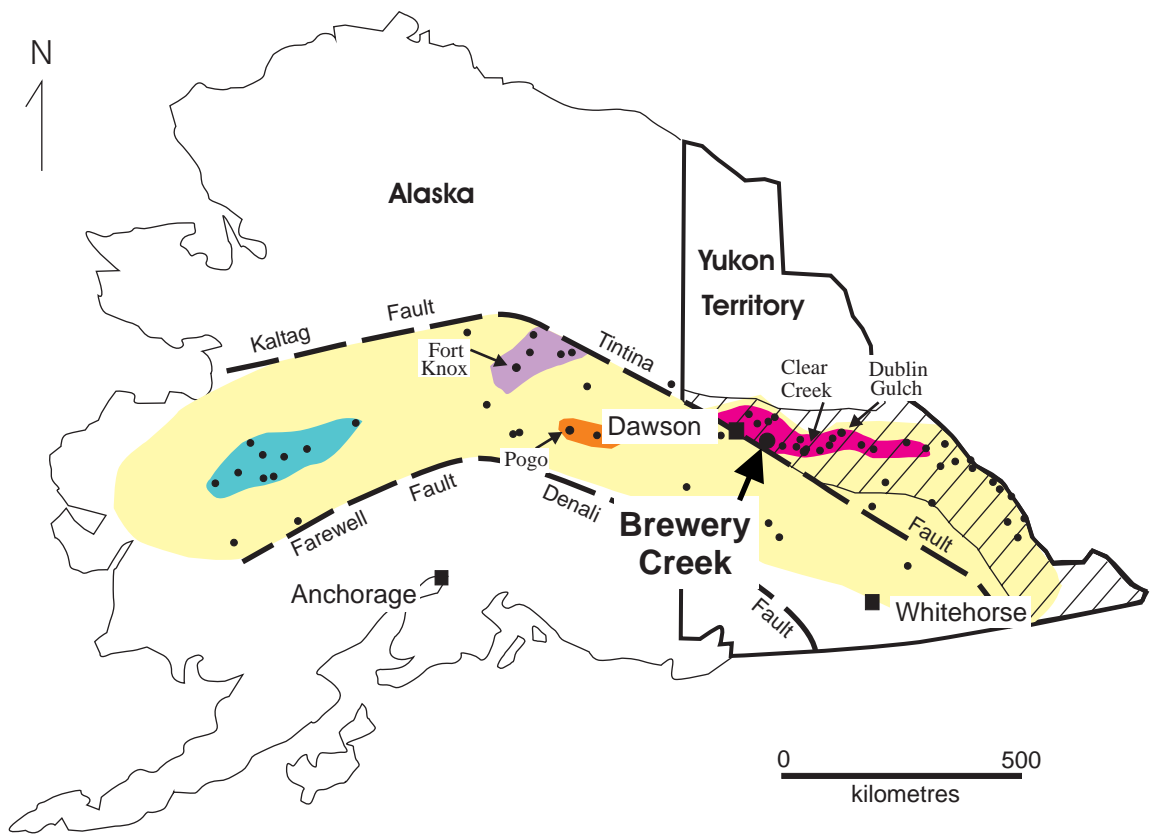 N
Alaska
Yukon
Territory
Kaltag
Fault
Tintina
Fort
Knox
Clear
Creek
Dublin
Gulch
Dawson
Pogo
Fault
Denali
Farewell
Brewery
Creek
Fault
Anchorage
Whitehorse
Fault
0 500
kilometres